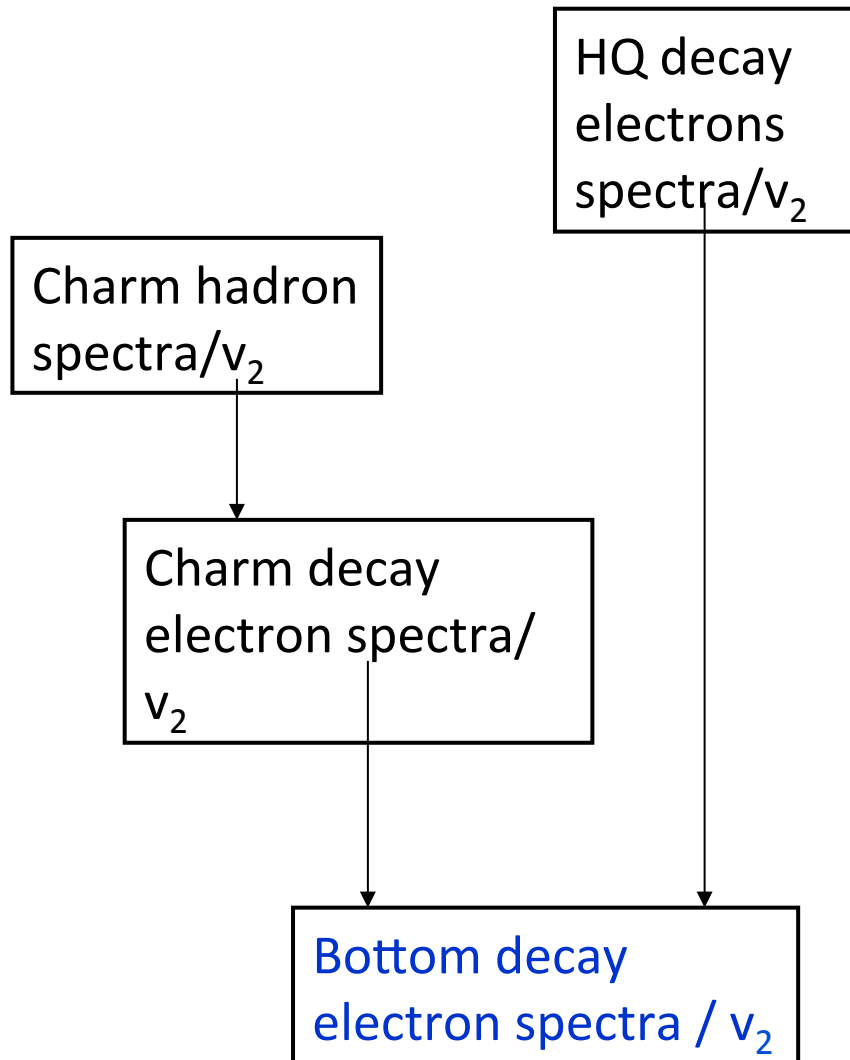 HQ decay
electrons
spectra/v₂
Charm hadron
spectra/v₂
Charm decay
electron spectra/
v₂
Bottom decay
electron spectra / v₂